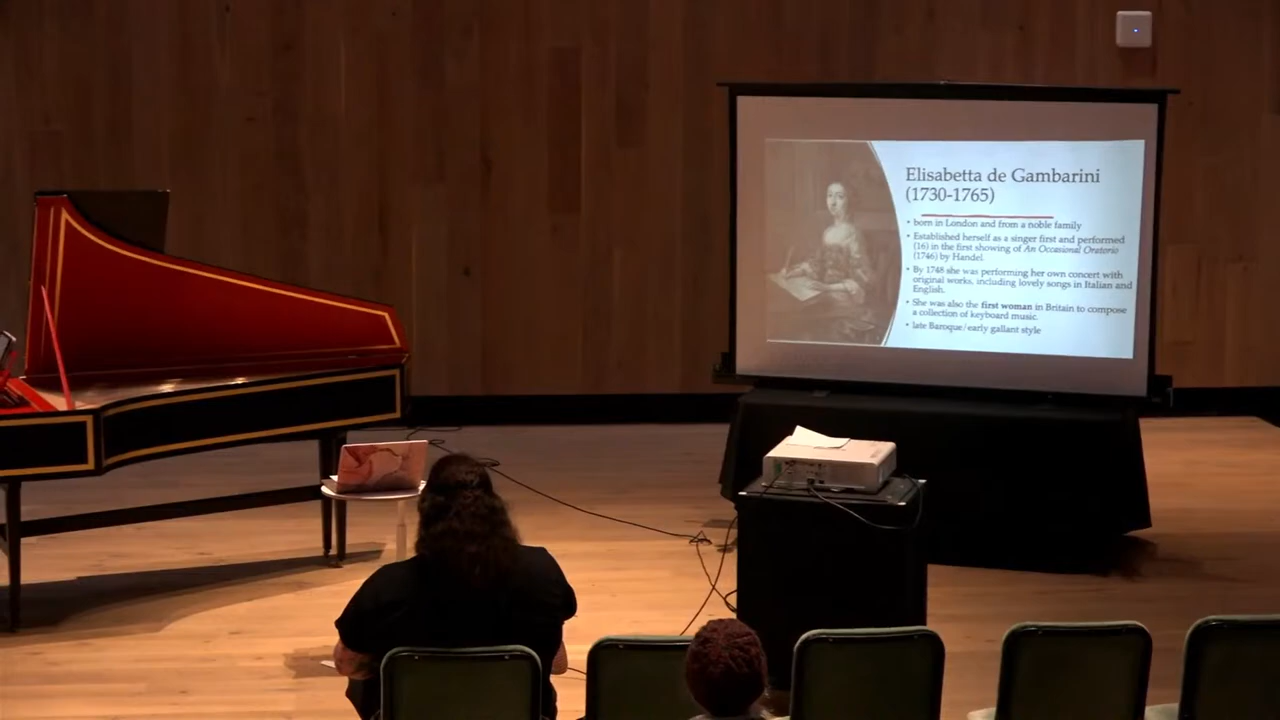 Elisabetta de Gambarini
(1730-1765)
• born in London and from a noble family
• Established herself as a singer first and performed
(16) in the first showing of An Occasional Oratorio
(1746) by Handel.
• By 1748 she was performing her own concert with
original works, including lovely songs in Italian and
English.
• She was also the first woman in Britain to compose
a collection of keyboard music.
• late Baroque/early gallant style